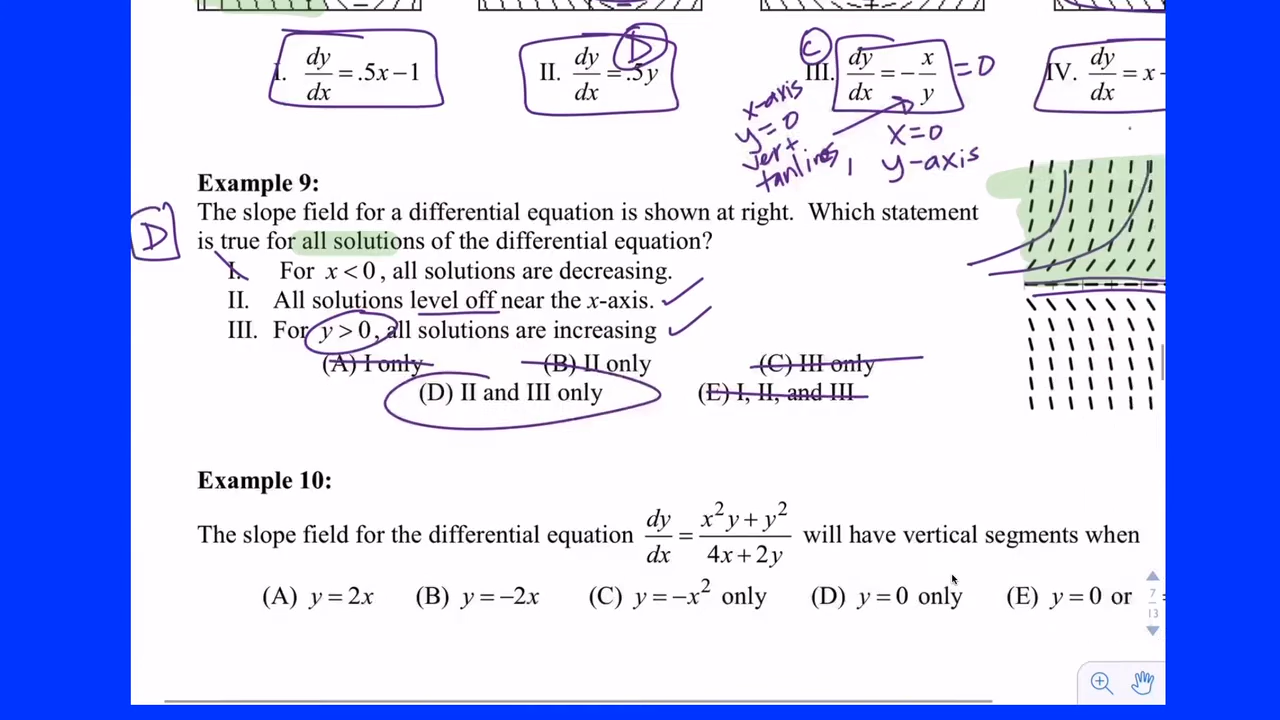 I. dy/dx = .5x − 1
II. dy/dx = .5y
D
C
III. dy/dx = − x/y = 0
IV. dy/dx = x
x-axis
y=0
vert
tanlines
x=0
y-axis
Example 9:
D
The slope field for a differential equation is shown at right. Which statement
is true for all solutions of the differential equation?
I. For x < 0, all solutions are decreasing.
II. All solutions level off near the x-axis.
III. For y > 0, all solutions are increasing
(A) I only (B) II only (C) III only
(D) II and III only (E) I, II, and III
Example 10:
The slope field for the differential equation dy/dx = (x²y + y²)/(4x + 2y) will have vertical segments when
(A) y = 2x (B) y = −2x (C) y = −x² only (D) y = 0 only (E) y = 0 or
7
13